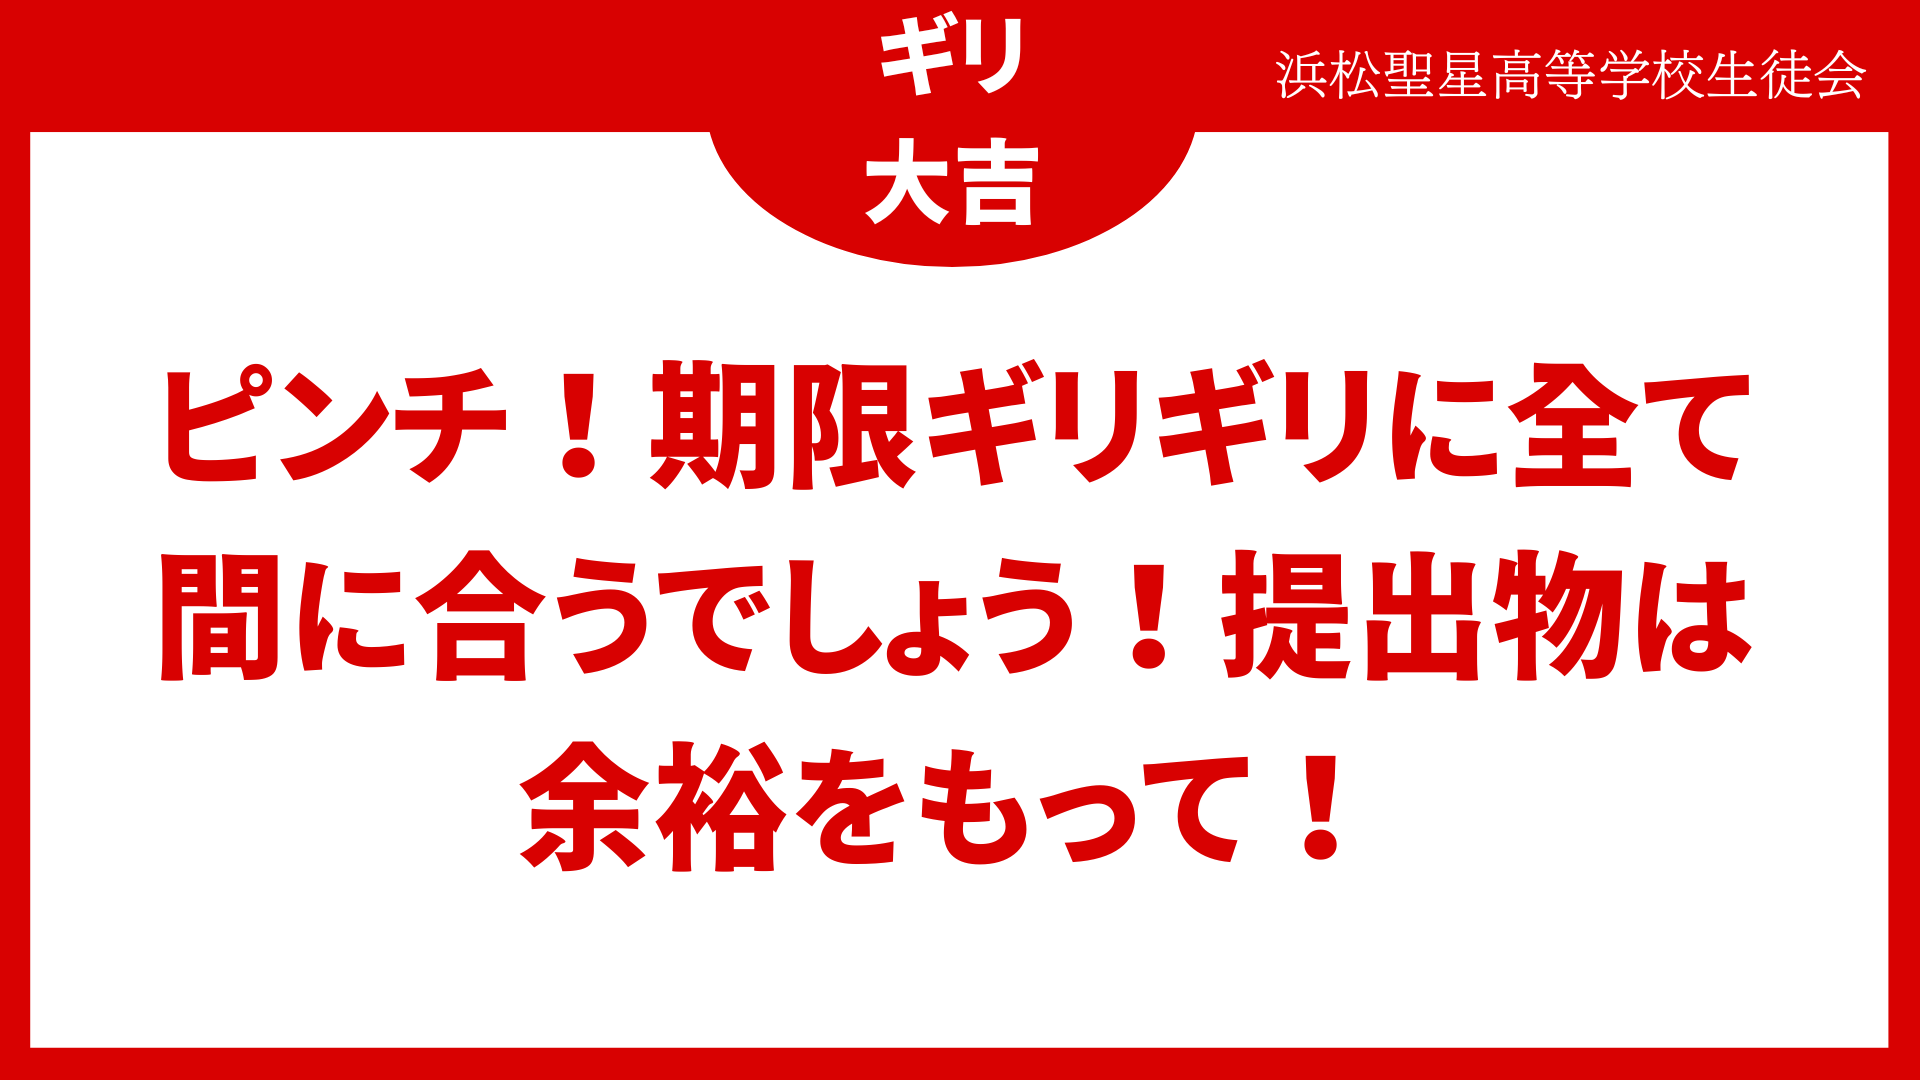 ギリ
大吉
浜松聖星高等学校生徒会
ピンチ！期限ギリギリに全て
間に合うでしょう！提出物は
余裕をもって！